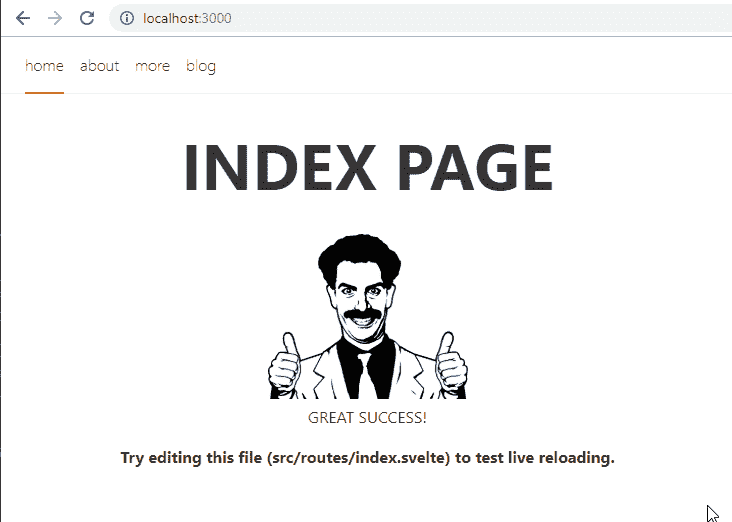 localhost:3000
home about more blog
INDEX PAGE
GREAT SUCCESS!
Try editing this file (src/routes/index.svelte) to test live reloading.